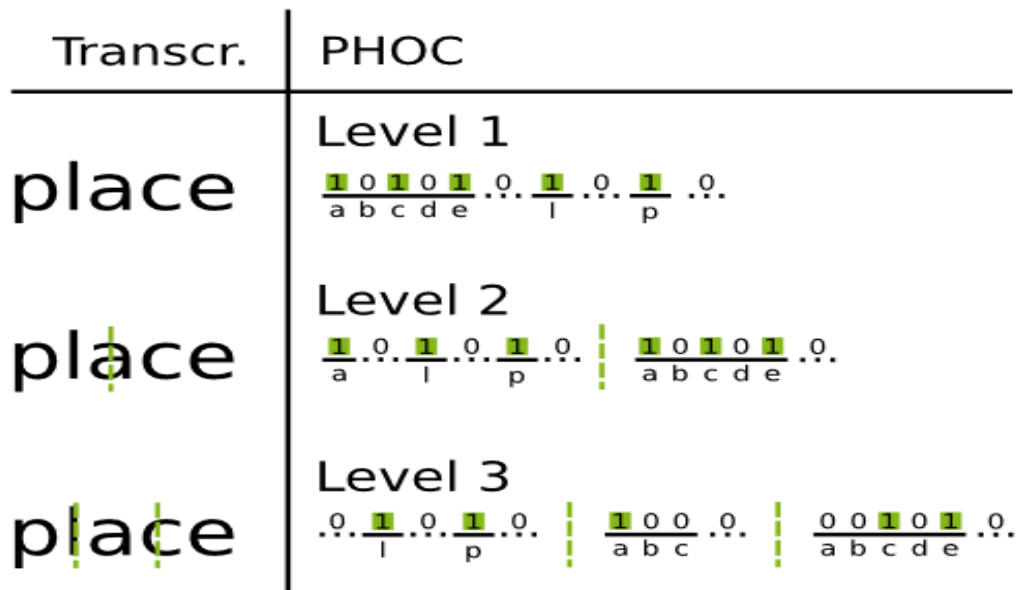 Transcr. PHOC
Level 1
place 1 0 1 0 1 ... 0 ... 1 ... 0 ... 1 ... 0 ...
a b c d e l p
Level 2
place 1 ... 0 ... 1 ... 0 ... 1 ... 0 ... 1 0 1 0 1 ... 0 ...
a l p a b c d e
Level 3
place ... 0 ... 1 ... 0 ... 1 ... 0 ... 1 0 0 ... 0 ... 0 0 1 0 1 ... 0 ...
l p a b c a b c d e